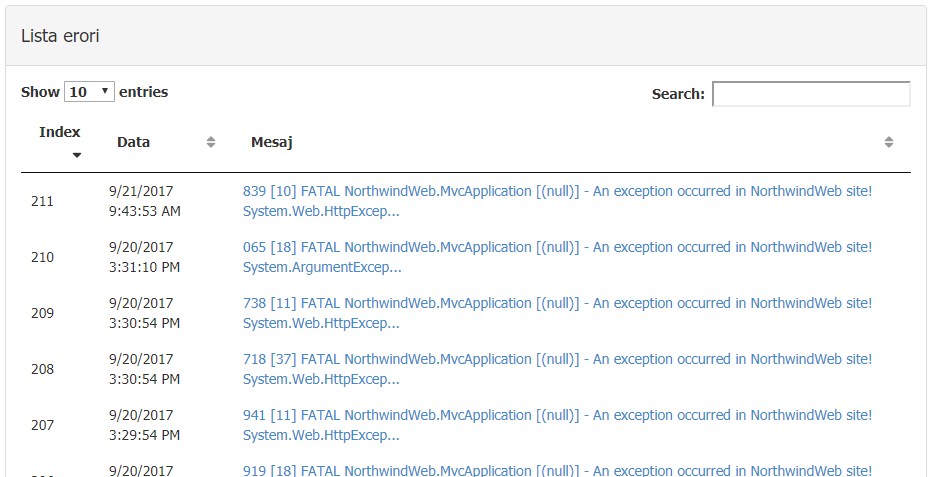 Lista erori
Show 10 entries
Search:
Index
Data
Mesaj
211
9/21/2017
9:43:53 AM
839 [10] FATAL NorthwindWeb.MvcApplication [(null)] - An exception occurred in NorthwindWeb site!
System.Web.HttpExcep...
210
9/20/2017
3:31:10 PM
065 [18] FATAL NorthwindWeb.MvcApplication [(null)] - An exception occurred in NorthwindWeb site!
System.ArgumentExcep...
209
9/20/2017
3:30:54 PM
738 [11] FATAL NorthwindWeb.MvcApplication [(null)] - An exception occurred in NorthwindWeb site!
System.Web.HttpExcep...
208
9/20/2017
3:30:54 PM
718 [37] FATAL NorthwindWeb.MvcApplication [(null)] - An exception occurred in NorthwindWeb site!
System.Web.HttpExcep...
207
9/20/2017
3:29:54 PM
941 [11] FATAL NorthwindWeb.MvcApplication [(null)] - An exception occurred in NorthwindWeb site!
System.Web.HttpExcep...
9/20/2017
919 [18] FATAL NorthwindWeb.MvcApplication [(null)] - An exception occurred in NorthwindWeb site!